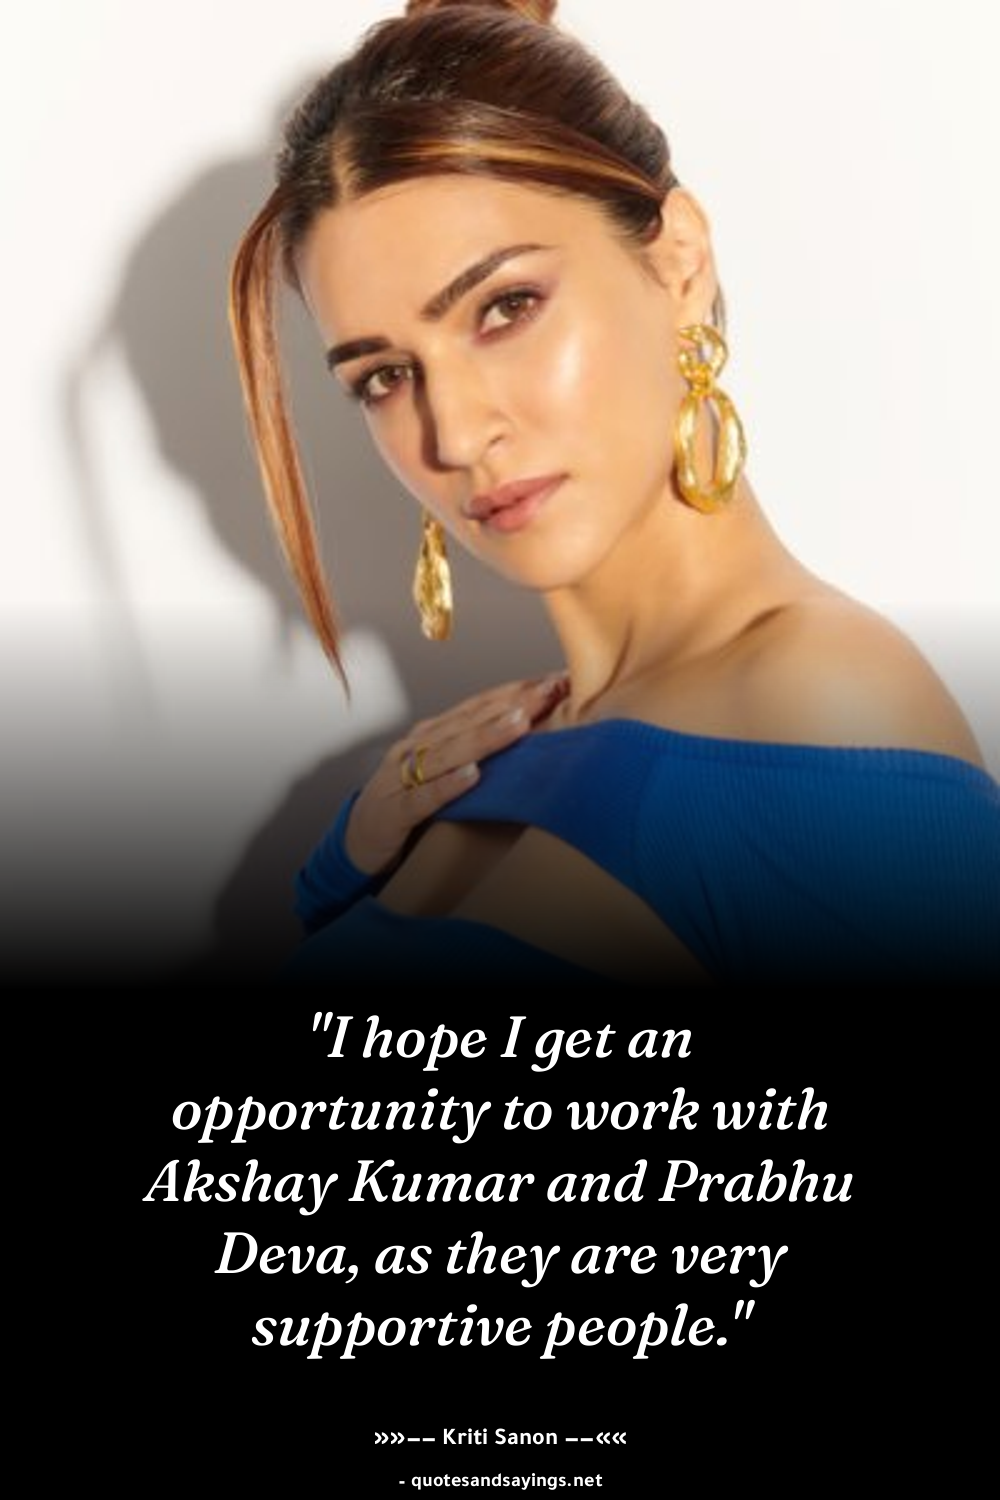 "I hope I get an
opportunity to work with
Akshay Kumar and Prabhu
Deva, as they are very
supportive people."
»»−− Kriti Sanon −−««
- quotesandsayings.net